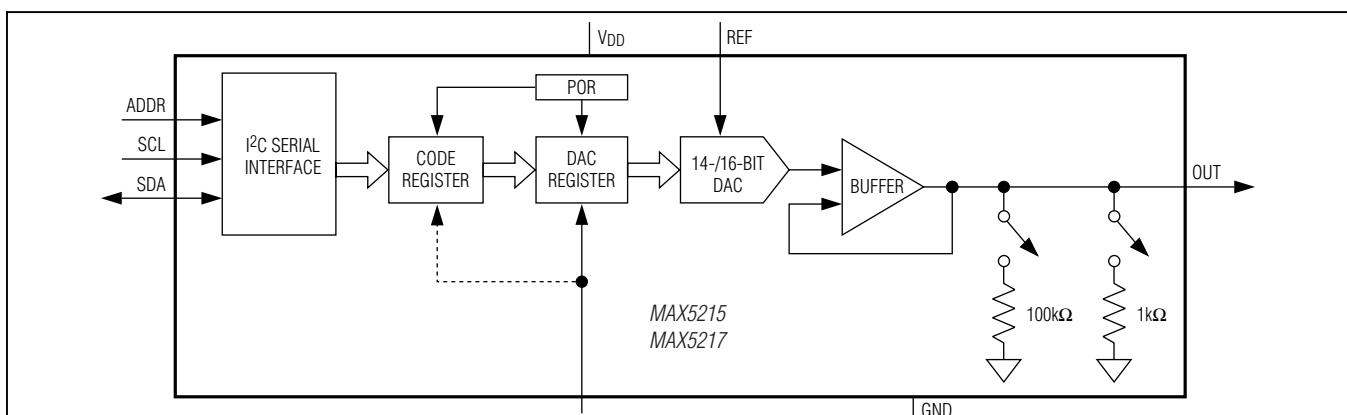 VDD
REF
POR
ADDR
SCL
SDA
I2C SERIAL
INTERFACE
CODE
REGISTER
DAC
REGISTER
14-/16-BIT
DAC
BUFFER
OUT
100kΩ
1kΩ
MAX5215
MAX5217
GND